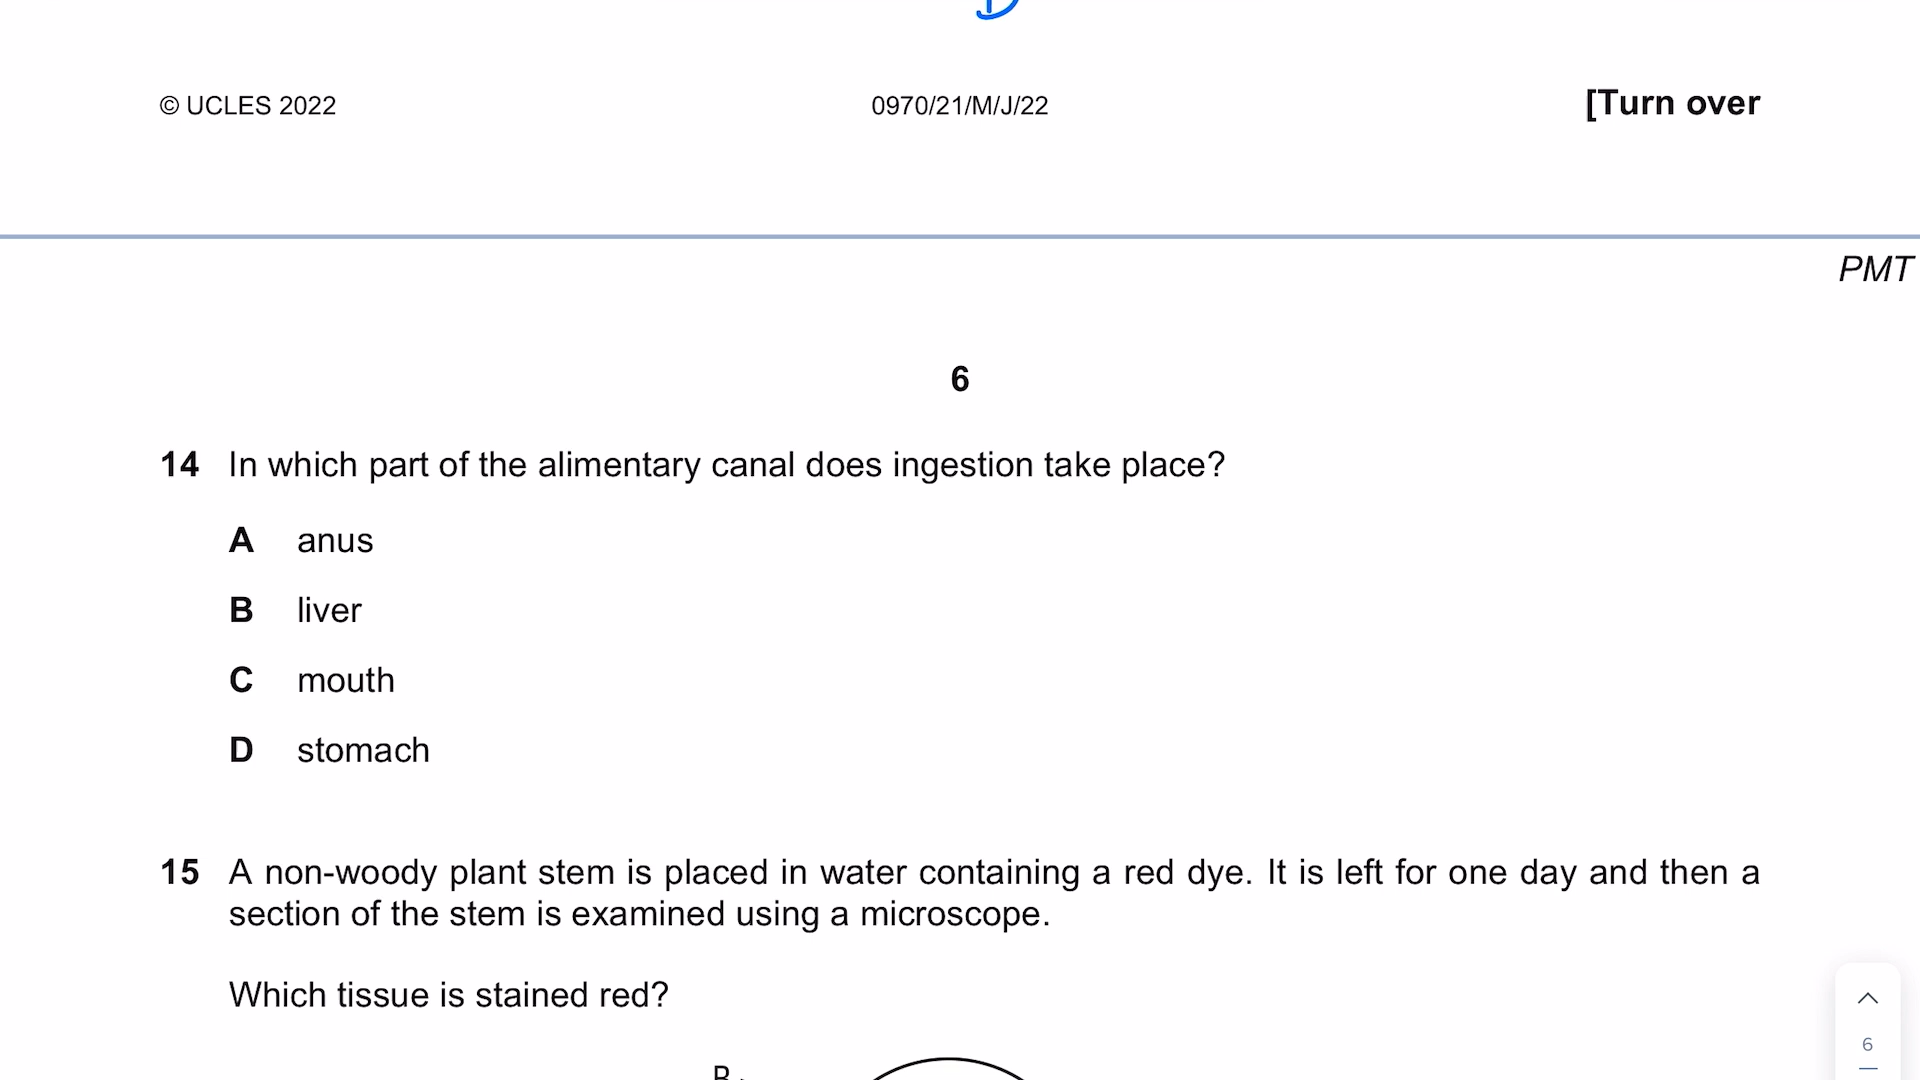 © UCLES 2022
0970/21/M/J/22
[Turn over
PMT
6
14 In which part of the alimentary canal does ingestion take place?
A anus
B liver
C mouth
D stomach
15 A non-woody plant stem is placed in water containing a red dye. It is left for one day and then a
section of the stem is examined using a microscope.
Which tissue is stained red?
6